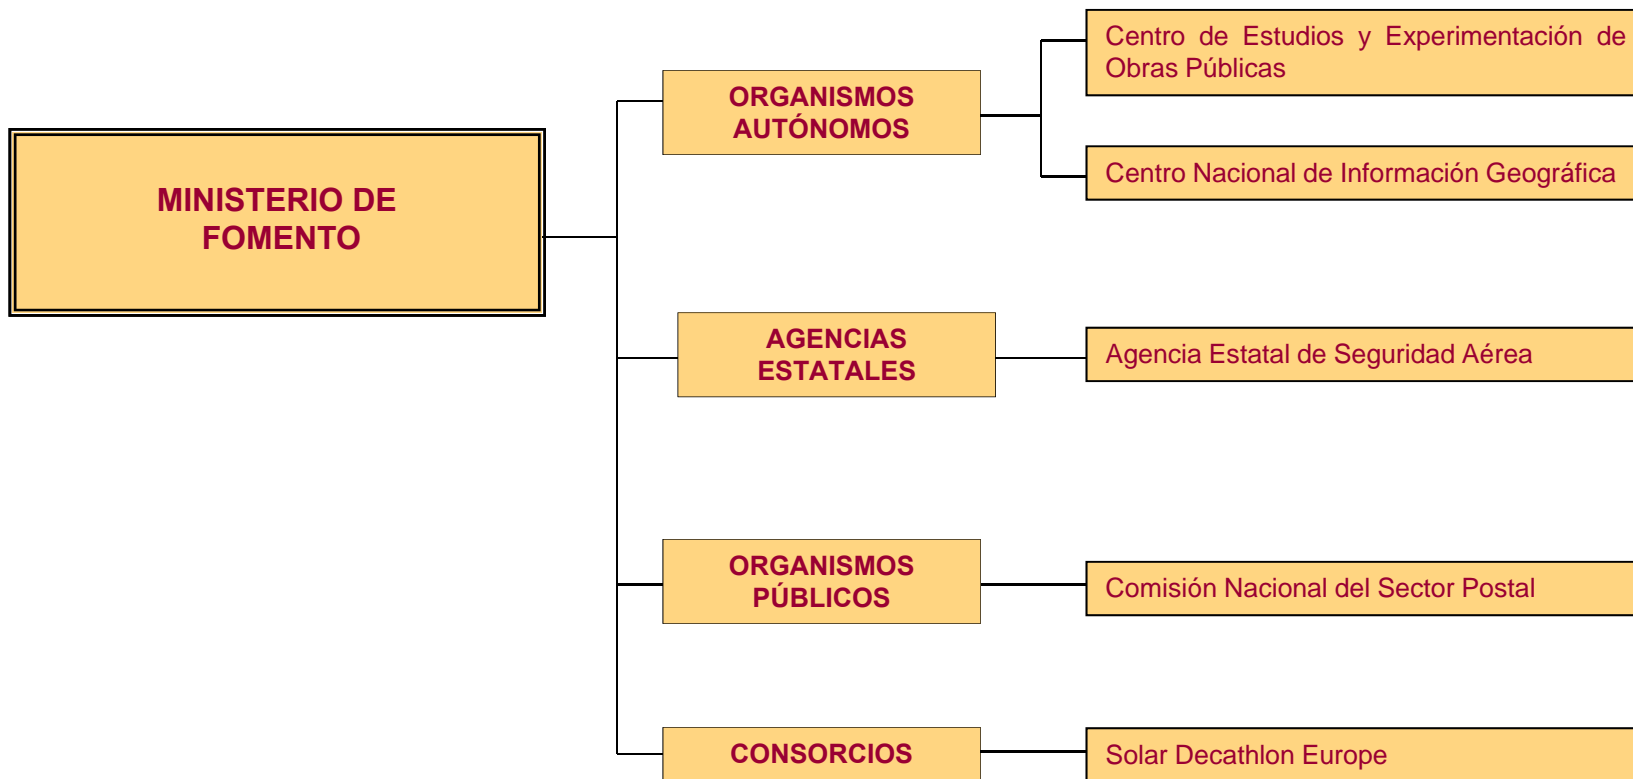 MINISTERIO DE
FOMENTO
ORGANISMOS
AUTÓNOMOS
Centro de Estudios y Experimentación de
Obras Públicas
Centro Nacional de Información Geográfica
AGENCIAS
ESTATALES
Agencia Estatal de Seguridad Aérea
ORGANISMOS
PÚBLICOS
Comisión Nacional del Sector Postal
CONSORCIOS
Solar Decathlon Europe